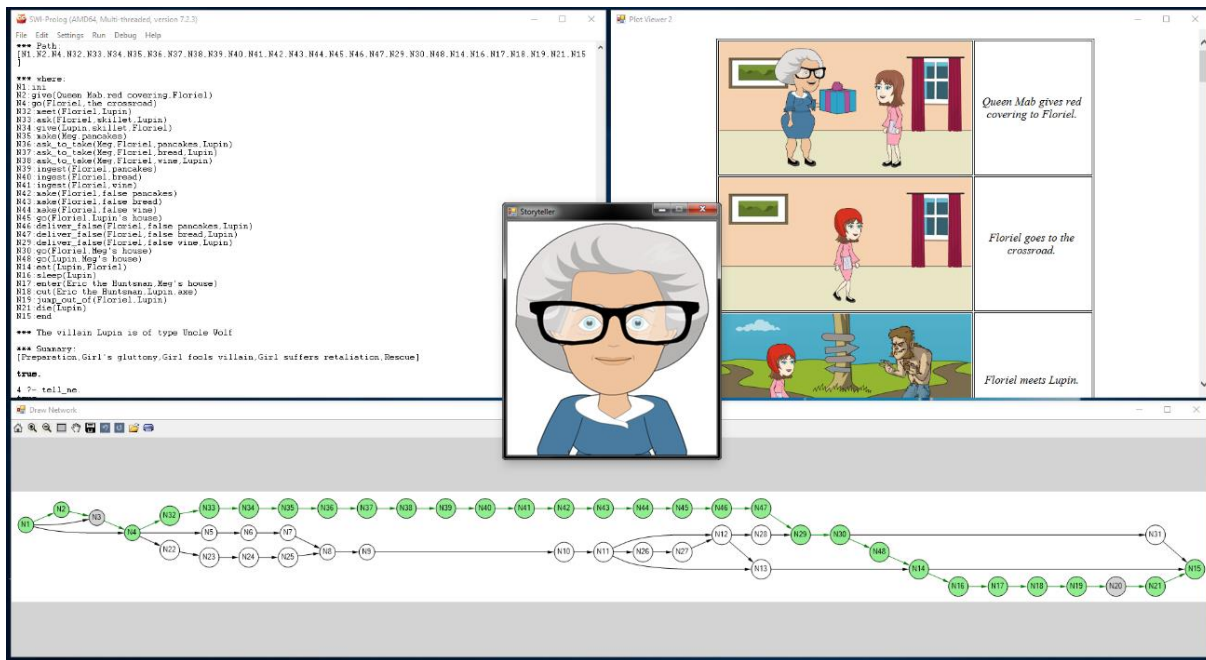 SWI-Prolog (AMD64, Multi-threaded, version 7.2.3)
File Edit Settings Run Debug Help
*** Path:
[N1,N2,N4,N32,N33,N34,N35,N36,N37,N38,N39,N40,N41,N42,N43,N44,N45,N46,N47,N29,N30,N48,N14,N16,N17,N18,N19,N21,N15
]
*** where:
N1:ini
N2:give(Queen Mab,red covering,Floriel)
N4:go(Floriel,the crossroad)
N32:meet(Floriel,Lupin)
N33:ask(Floriel,skillet,Lupin)
N34:give(Lupin,skillet,Floriel)
N35:make(Meg,pancakes)
N36:ask_to_take(Meg,Floriel,pancakes,Lupin)
N37:ask_to_take(Meg,Floriel,bread,Lupin)
N38:ask_to_take(Meg,Floriel,wine,Lupin)
N39:ingest(Floriel,pancakes)
N40:ingest(Floriel,bread)
N41:ingest(Floriel,wine)
N42:make(Floriel,false pancakes)
N43:make(Floriel,false bread)
N44:make(Floriel,false wine)
N45:go(Floriel,Lupin's house)
N46:deliver_false(Floriel,false pancakes,Lupin)
N47:deliver_false(Floriel,false bread,Lupin)
N29:deliver_false(Floriel,false wine,Lupin)
N30:go(Floriel,Meg's house)
N48:go(Lupin,Meg's house)
N14:eat(Lupin,Floriel)
N16:sleep(Lupin)
N17:enter(Eric the Huntsman,Meg's house)
N18:cut(Eric the Huntsman,Lupin,axe)
N19:jump_out_of(Floriel,Lupin)
N21:die(Lupin)
N15:end
*** The villain Lupin is of type Uncle Wolf
*** Summary:
[Preparation,Girl's gluttony,Girl fools villain,Girl suffers retaliation,Rescue]
true.
4 ?- tell_me.
Plot Viewer 2
Queen Mab gives red
covering to Floriel.
Floriel goes to the
crossroad.
Floriel meets Lupin.
Storyteller
Draw Network
N2 N33 N34 N35 N36 N37 N38 N39 N40 N41 N42 N43 N44 N45 N46 N47
N1 N3 N32
N4 N5 N6 N7 N12 N28 N29 N30 N31
N22 N23 N24 N25 N8 N9 N10 N11 N26 N27 N48
N13 N14 N15
N16 N17 N18 N19 N20 N21